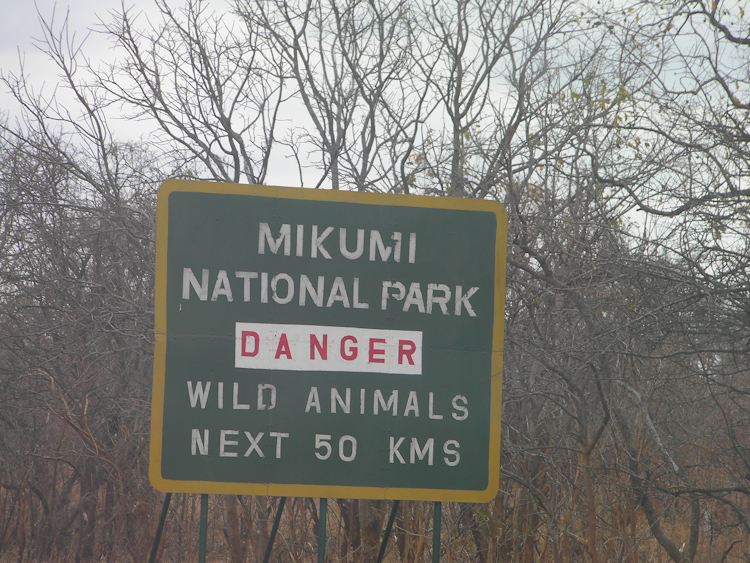 MIKUMI
NATIONAL PARK
DANGER
WILD ANIMALS
NEXT 50 KMS